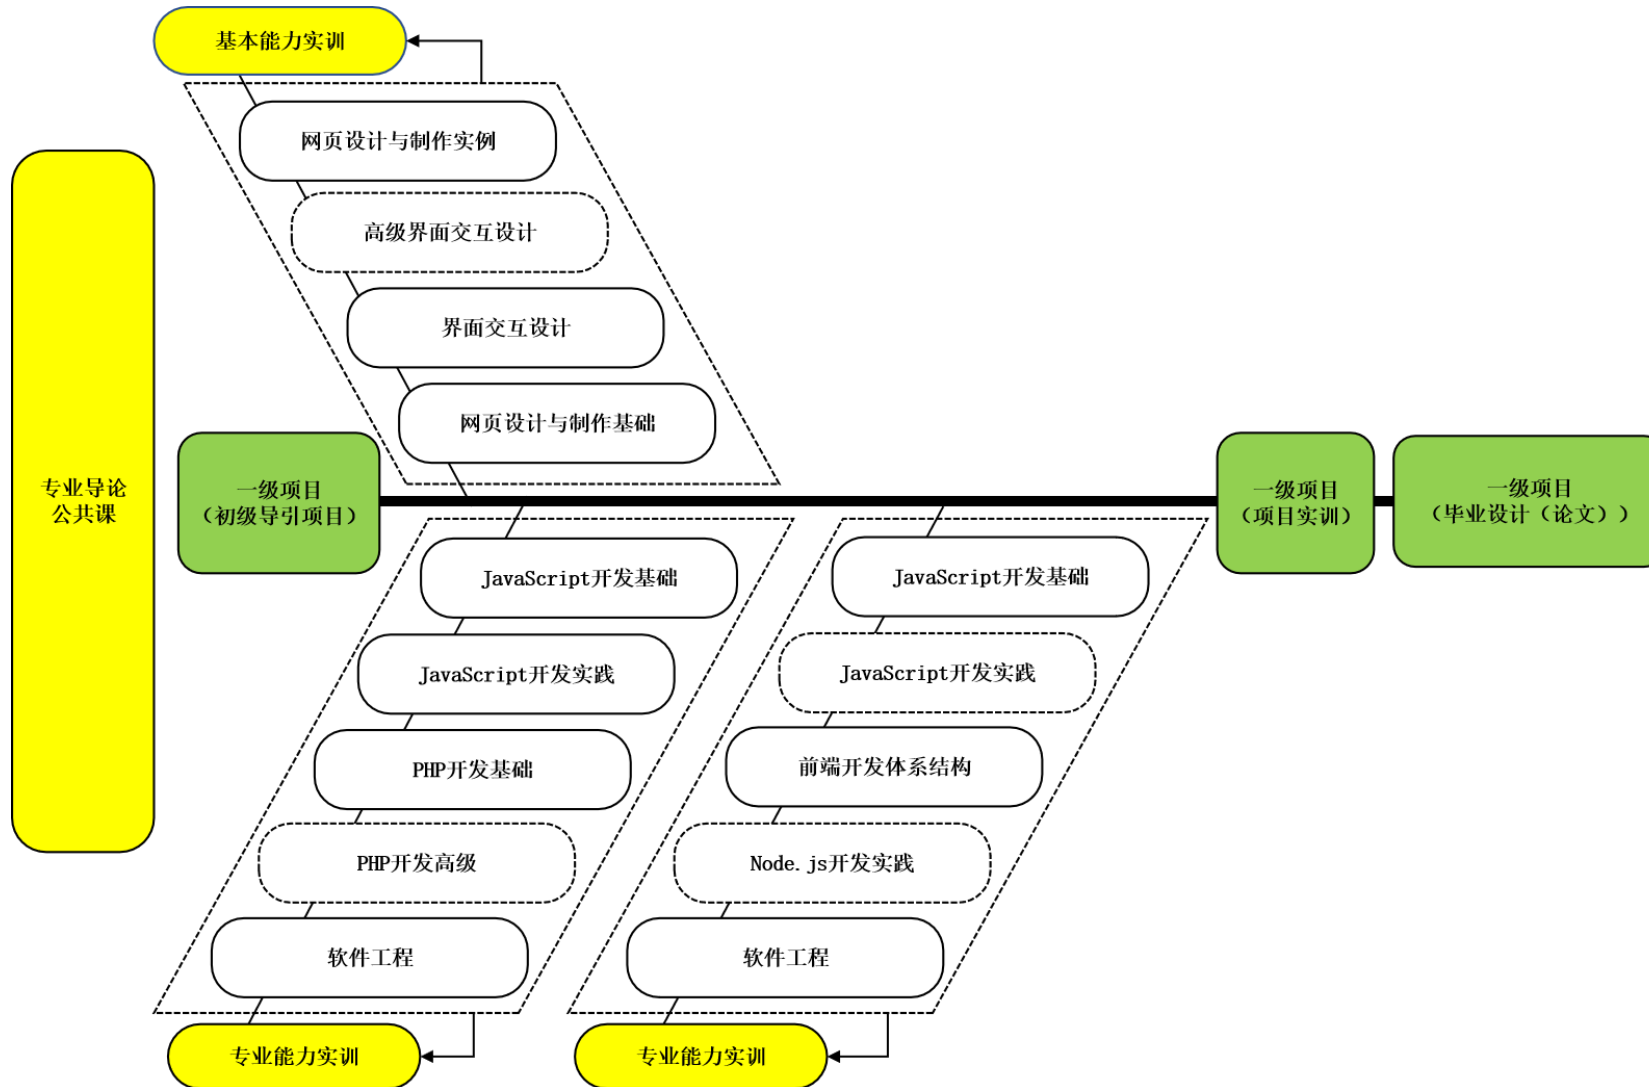 基本能力实训
网页设计与制作实例
高级界面交互设计
界面交互设计
网页设计与制作基础
专业导论
公共课
一级项目
（初级导引项目）
一级项目
（项目实训）
一级项目
（毕业设计（论文））
JavaScript开发基础
JavaScript开发实践
PHP开发基础
PHP开发高级
软件工程
专业能力实训
JavaScript开发基础
JavaScript开发实践
前端开发体系结构
Node.js开发实践
软件工程
专业能力实训